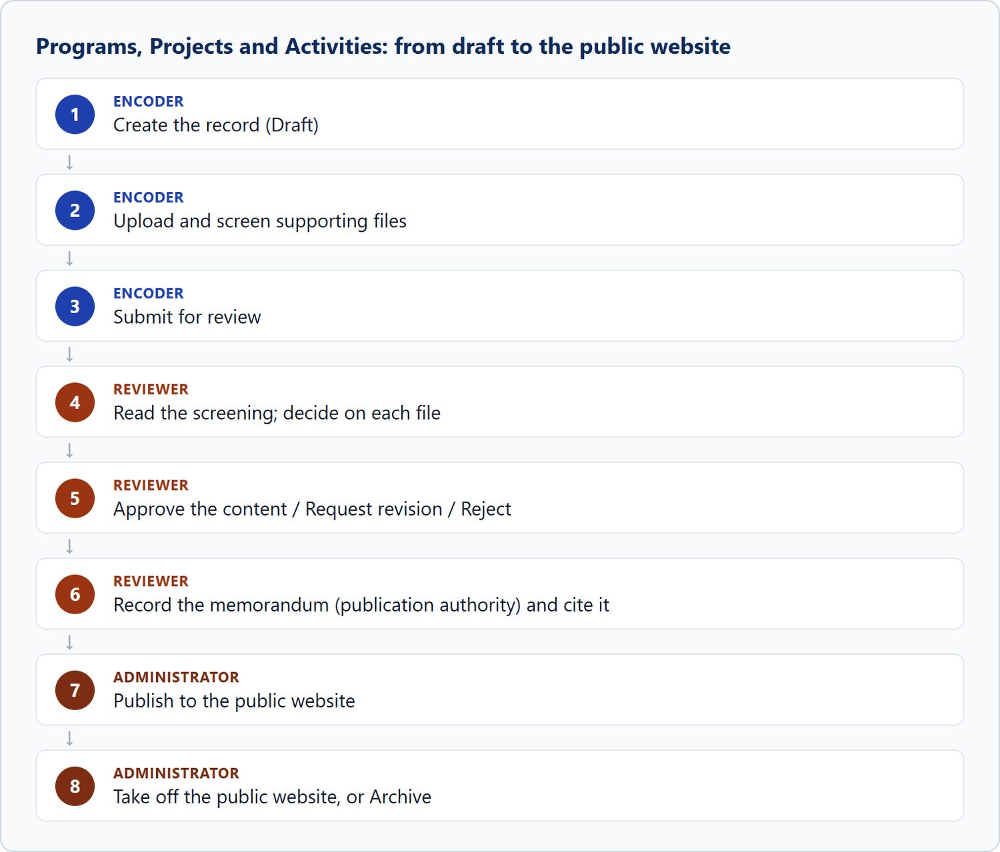 Programs, Projects and Activities: from draft to the public website
1
ENCODER
Create the record (Draft)
↓
2
ENCODER
Upload and screen supporting files
↓
3
ENCODER
Submit for review
↓
4
REVIEWER
Read the screening; decide on each file
↓
5
REVIEWER
Approve the content / Request revision / Reject
↓
6
REVIEWER
Record the memorandum (publication authority) and cite it
↓
7
ADMINISTRATOR
Publish to the public website
↓
8
ADMINISTRATOR
Take off the public website, or Archive